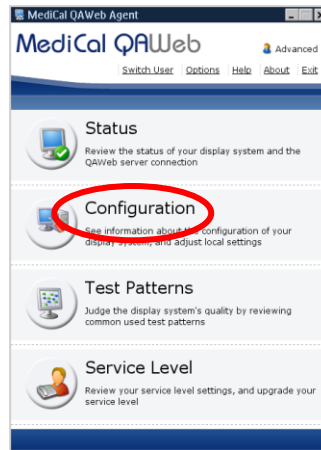 MediCal QAWeb Agent
MediCal QAWeb
Advanced
Switch User Options Help About Exit
Status
Review the status of your display system and the
QAWeb server connection
Configuration
See information about the configuration of your
display system, and adjust local settings
Test Patterns
Judge the display system's quality by reviewing
common used test patterns
Service Level
Review your service level settings, and upgrade your
service level